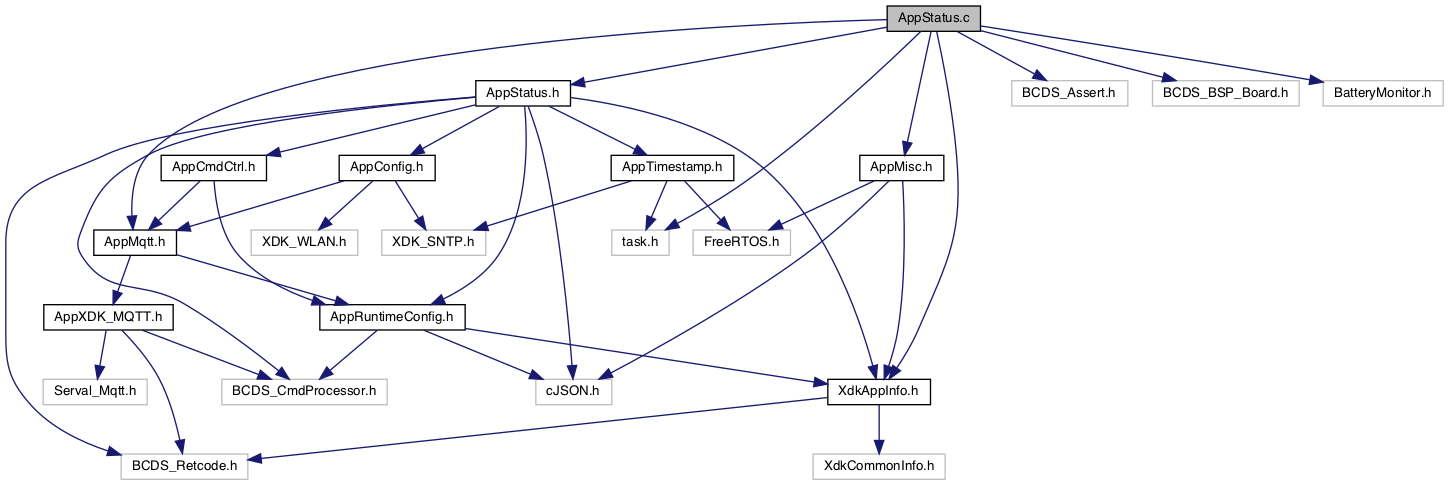 AppStatus.c
AppStatus.h
BCDS_Assert.h
BCDS_BSP_Board.h
BatteryMonitor.h
AppCmdCtrl.h
AppConfig.h
AppTimestamp.h
AppMisc.h
AppMqtt.h
XDK_WLAN.h
XDK_SNTP.h
task.h
FreeRTOS.h
AppXDK_MQTT.h
AppRuntimeConfig.h
Serval_Mqtt.h
BCDS_CmdProcessor.h
cJSON.h
XdkAppInfo.h
BCDS_Retcode.h
XdkCommonInfo.h